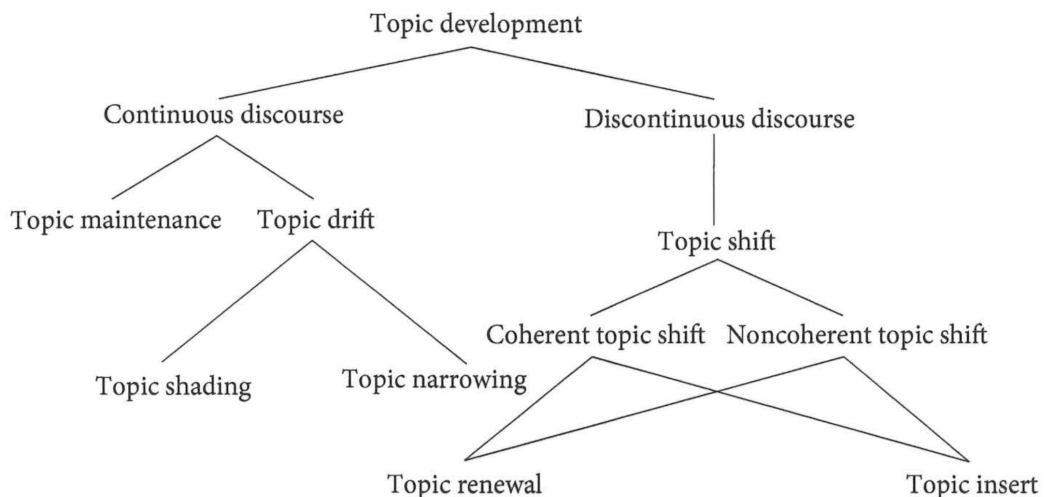 Topic development
Continuous discourse
Discontinuous discourse
Topic maintenance
Topic drift
Topic shift
Coherent topic shift
Noncoherent topic shift
Topic shading
Topic narrowing
Topic renewal
Topic insert